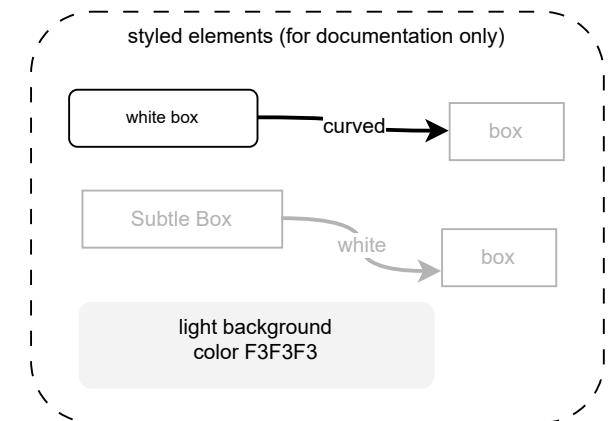 styled elements (for documentation only)
white box
curved
box
Subtle Box
white
box
light background
color F3F3F3